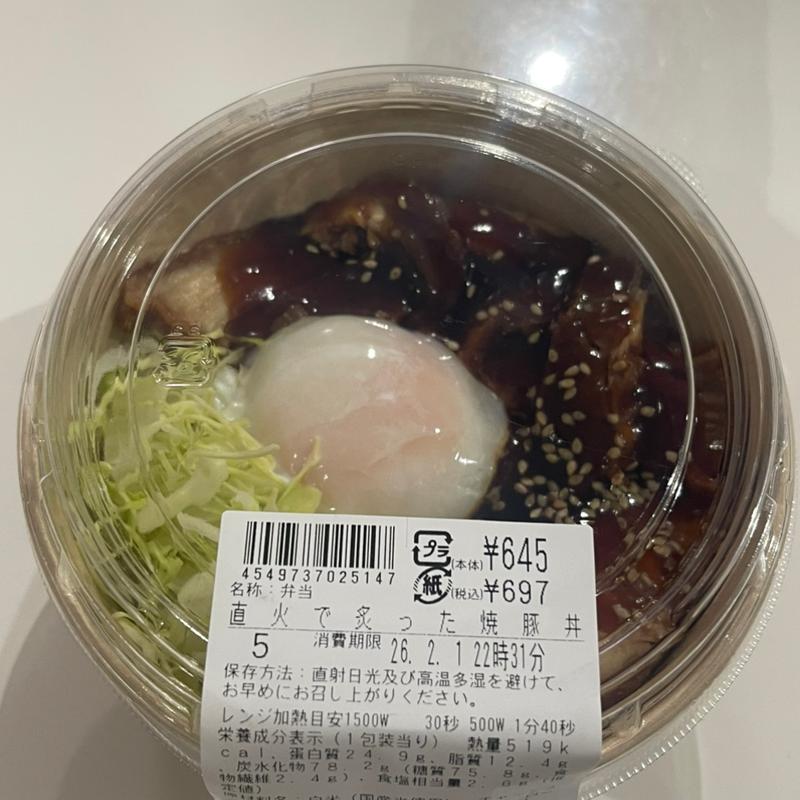 4549737025147
プラ
(本体) ¥645
紙
(税込) ¥697
名称：弁当
直火で炙った焼豚丼
5 消費期限 26. 2. 1 22時31分
保存方法：直射日光及び高温多湿を避けて、
お早めにお召し上がりください。
レンジ加熱目安1500W 30秒 500W 1分40秒
栄養成分表示（1包装当り） 熱量519k
cal、蛋白質24.9g、脂質12.4g
、炭水化物78.2g（糖質75.8g、食
物繊維2.4g）、食塩相当量2.6g（推
定値）